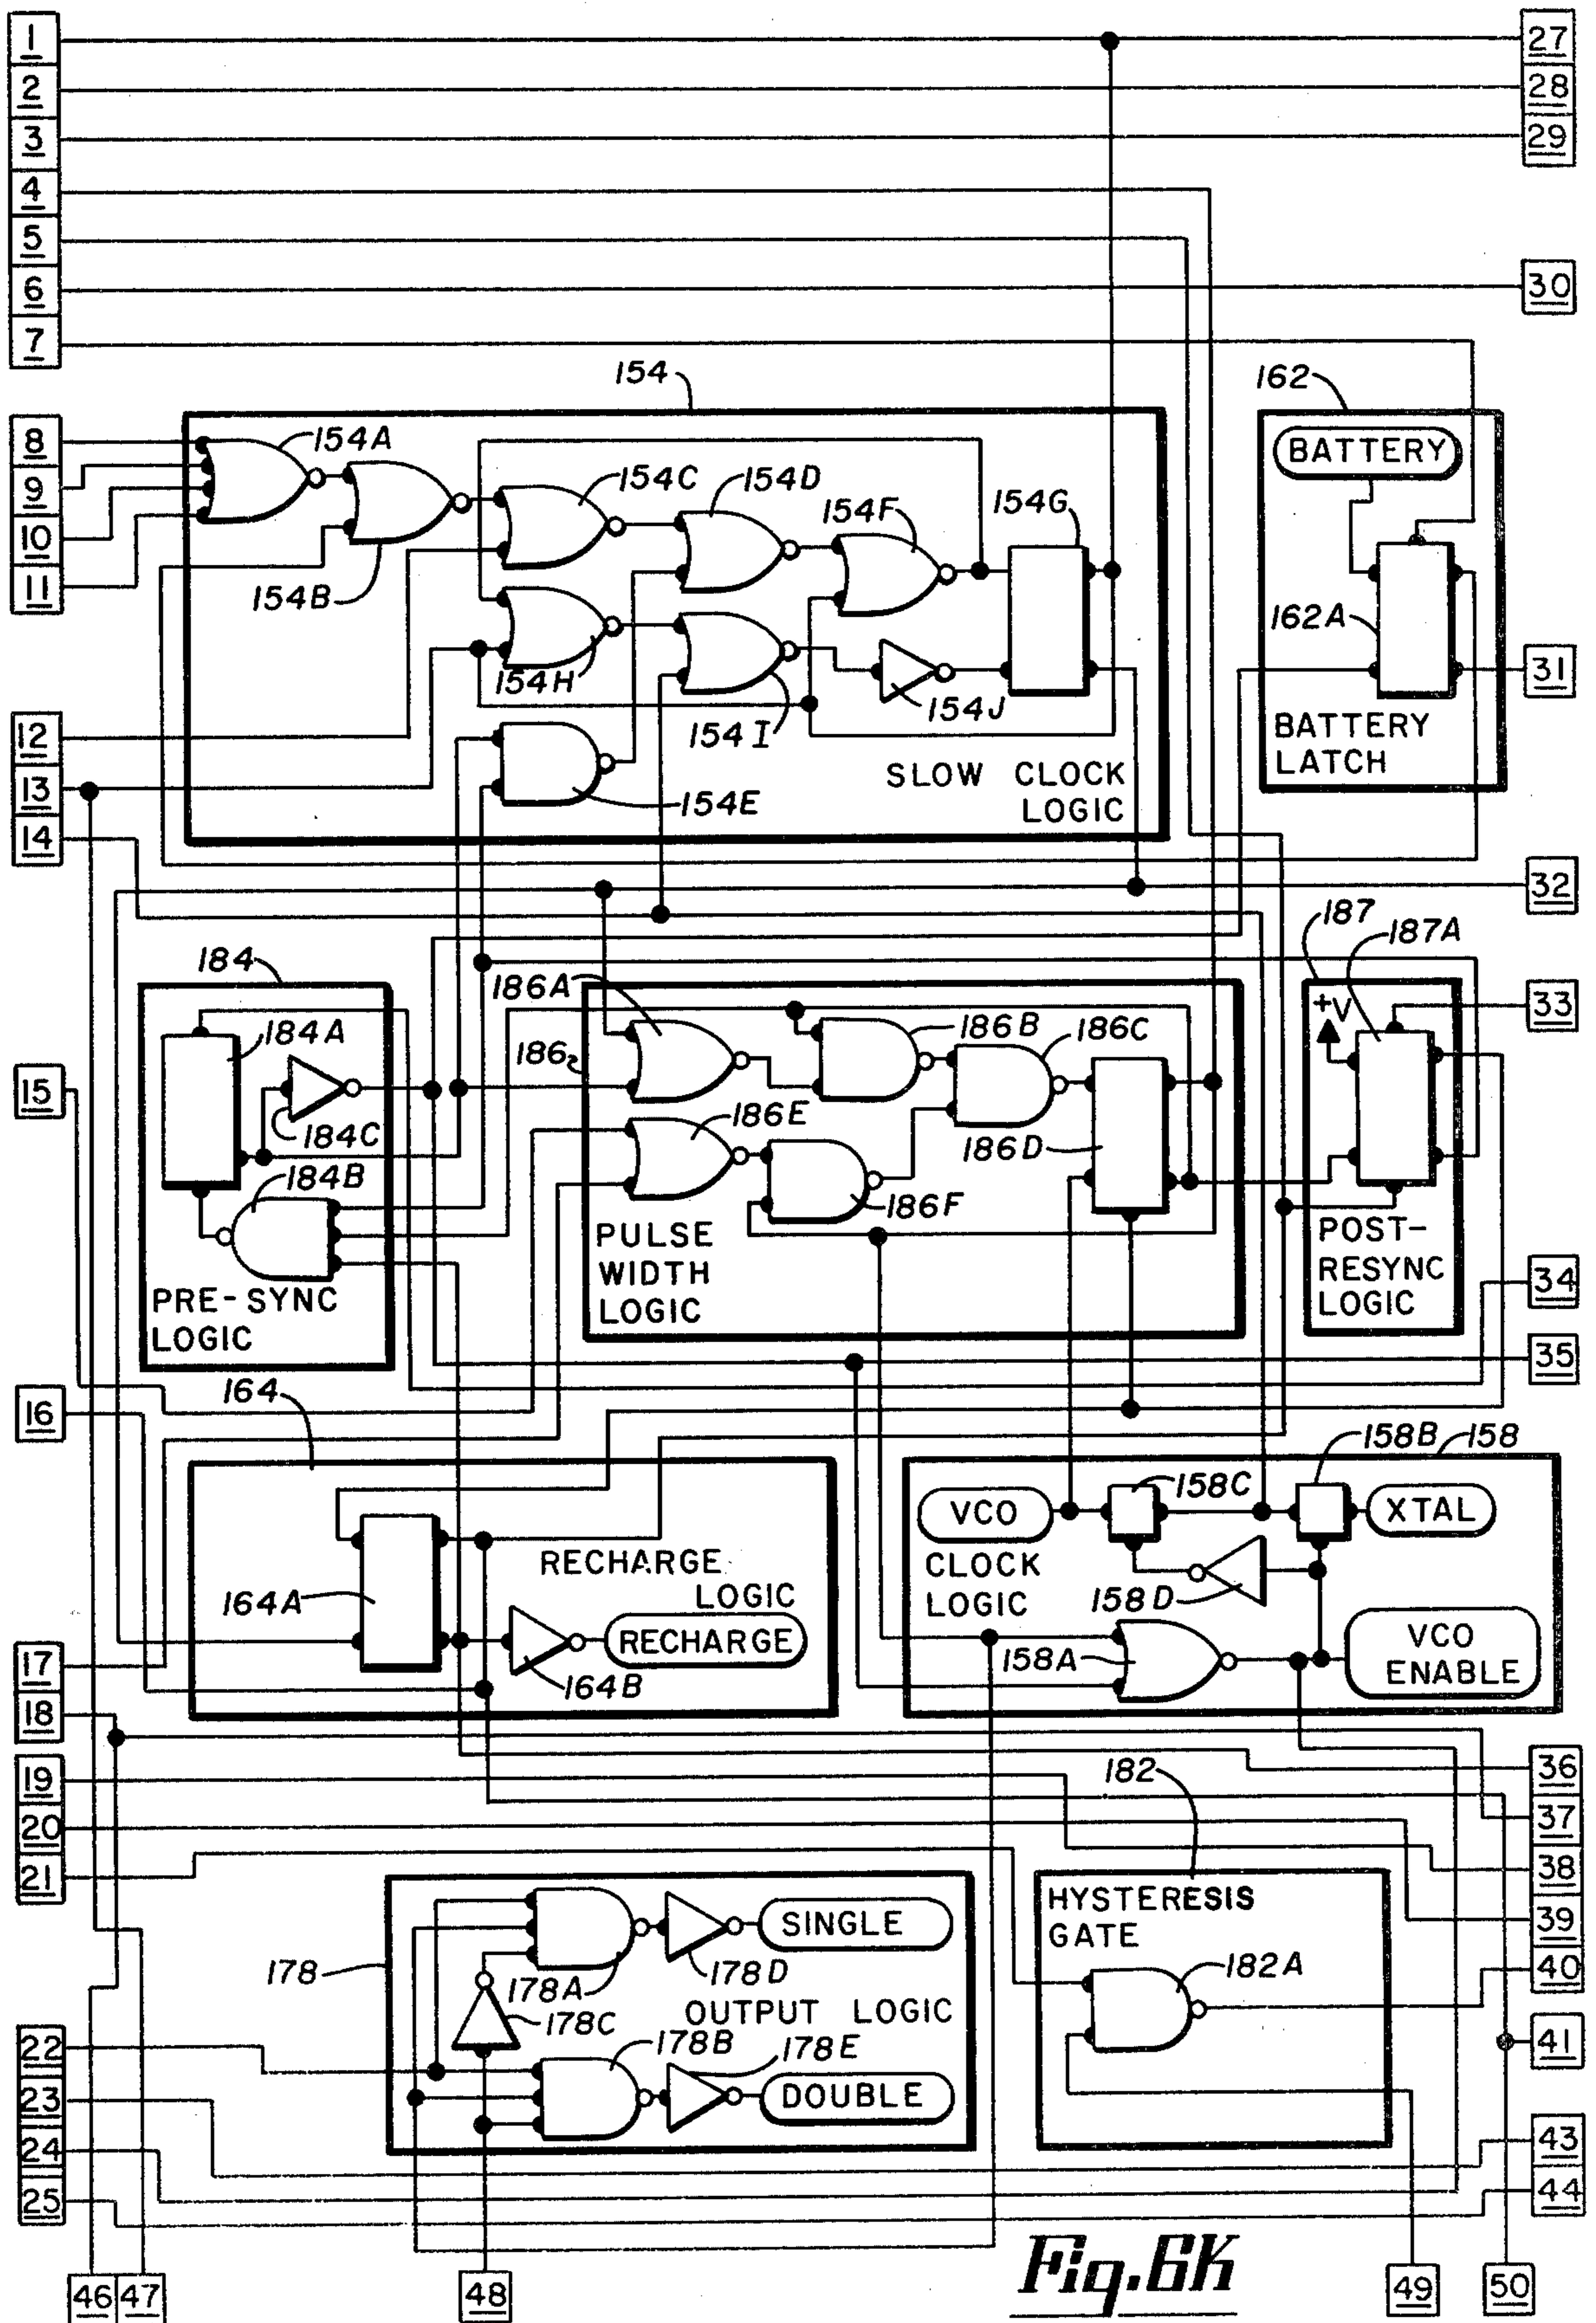 1 27
2 28
3 29
4
5
6 30
7
154 162
8 154A BATTERY
9 154C 154D 154F 154G
10
11 154B 162A
154H 31
12 154I 154J BATTERY
13 LATCH
14 154E SLOW CLOCK
LOGIC
32
187
184 186A 187A
184A 186B 186C +V 33
186
15 186E
184C 186D
184B 186F
PULSE POST-
WIDTH RESYNC
LOGIC LOGIC 34
PRE-SYNC
LOGIC 35
16 164 158B 158
158C
VCO XTAL
RECHARGE CLOCK
LOGIC LOGIC
164A 158D
RECHARGE 158A VCO
ENABLE
17 164B
18
19 182 36
20 37
21 38
HYSTERESIS
GATE 39
SINGLE
178 178A 178D 182A 40
178C OUTPUT LOGIC
22 178B 178E 41
23 DOUBLE
24 43
25 44
Fig. 6K
46 47 48 49 50